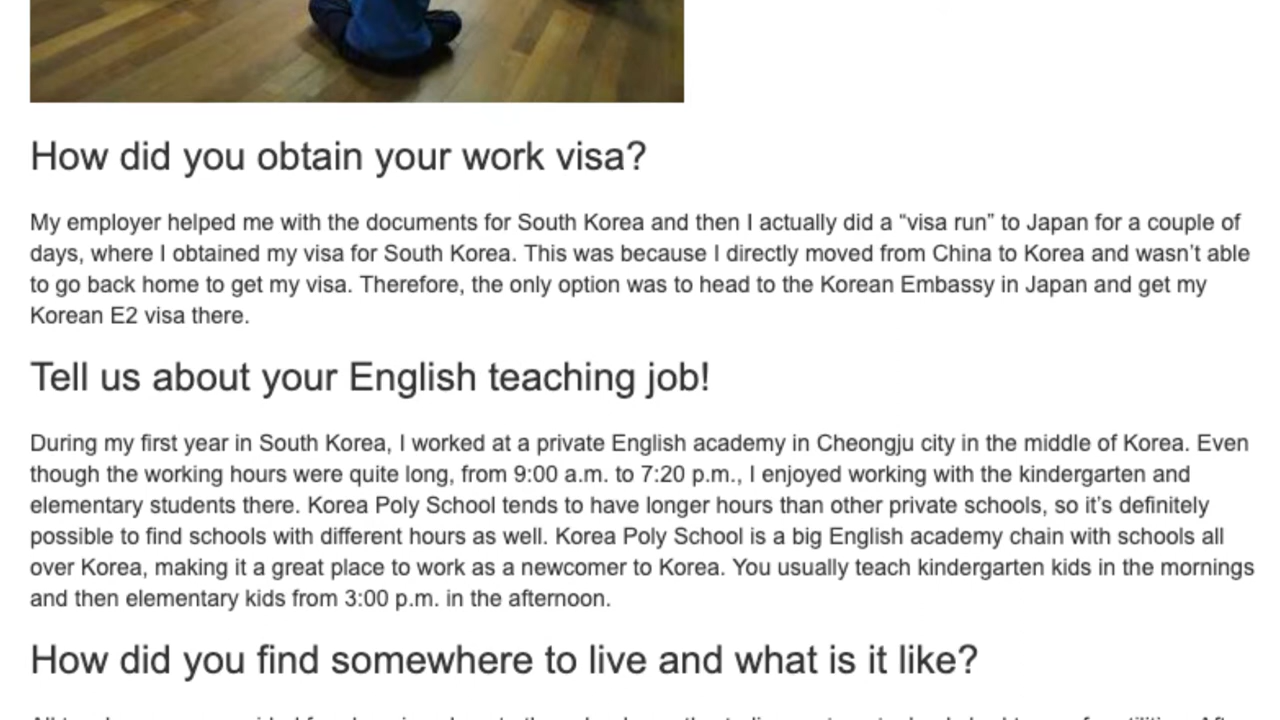 How did you obtain your work visa?
My employer helped me with the documents for South Korea and then I actually did a “visa run” to Japan for a couple of
days, where I obtained my visa for South Korea. This was because I directly moved from China to Korea and wasn’t able
to go back home to get my visa. Therefore, the only option was to head to the Korean Embassy in Japan and get my
Korean E2 visa there.
Tell us about your English teaching job!
During my first year in South Korea, I worked at a private English academy in Cheongju city in the middle of Korea. Even
though the working hours were quite long, from 9:00 a.m. to 7:20 p.m., I enjoyed working with the kindergarten and
elementary students there. Korea Poly School tends to have longer hours than other private schools, so it’s definitely
possible to find schools with different hours as well. Korea Poly School is a big English academy chain with schools all
over Korea, making it a great place to work as a newcomer to Korea. You usually teach kindergarten kids in the mornings
and then elementary kids from 3:00 p.m. in the afternoon.
How did you find somewhere to live and what is it like?